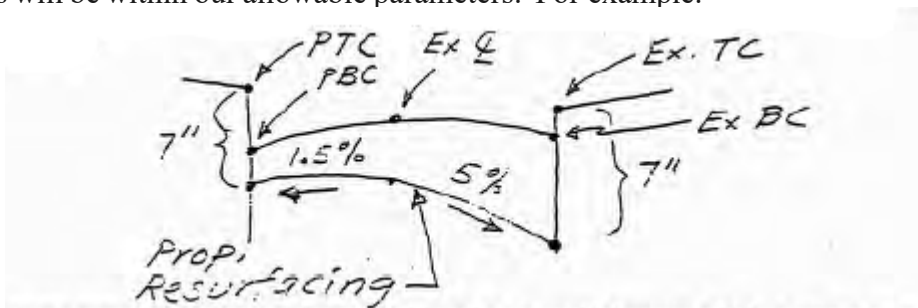 will be within our allowable parameters. For example:
PTC
Ex ℄
Ex. TC
PBC
Ex BC
7"
1.5%
5%
7"
Prop.
Resurfacing